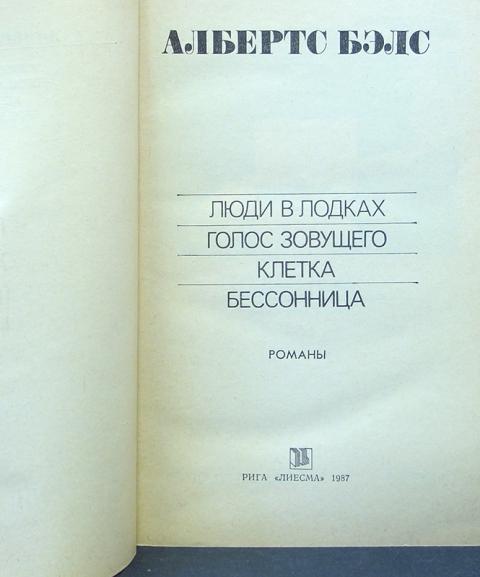 АЛБЕРТС БЭЛС
ЛЮДИ В ЛОДКАХ
ГОЛОС ЗОВУЩЕГО
КЛЕТКА
БЕССОННИЦА
РОМАНЫ
РИГА «ЛИЕСМА» 1987